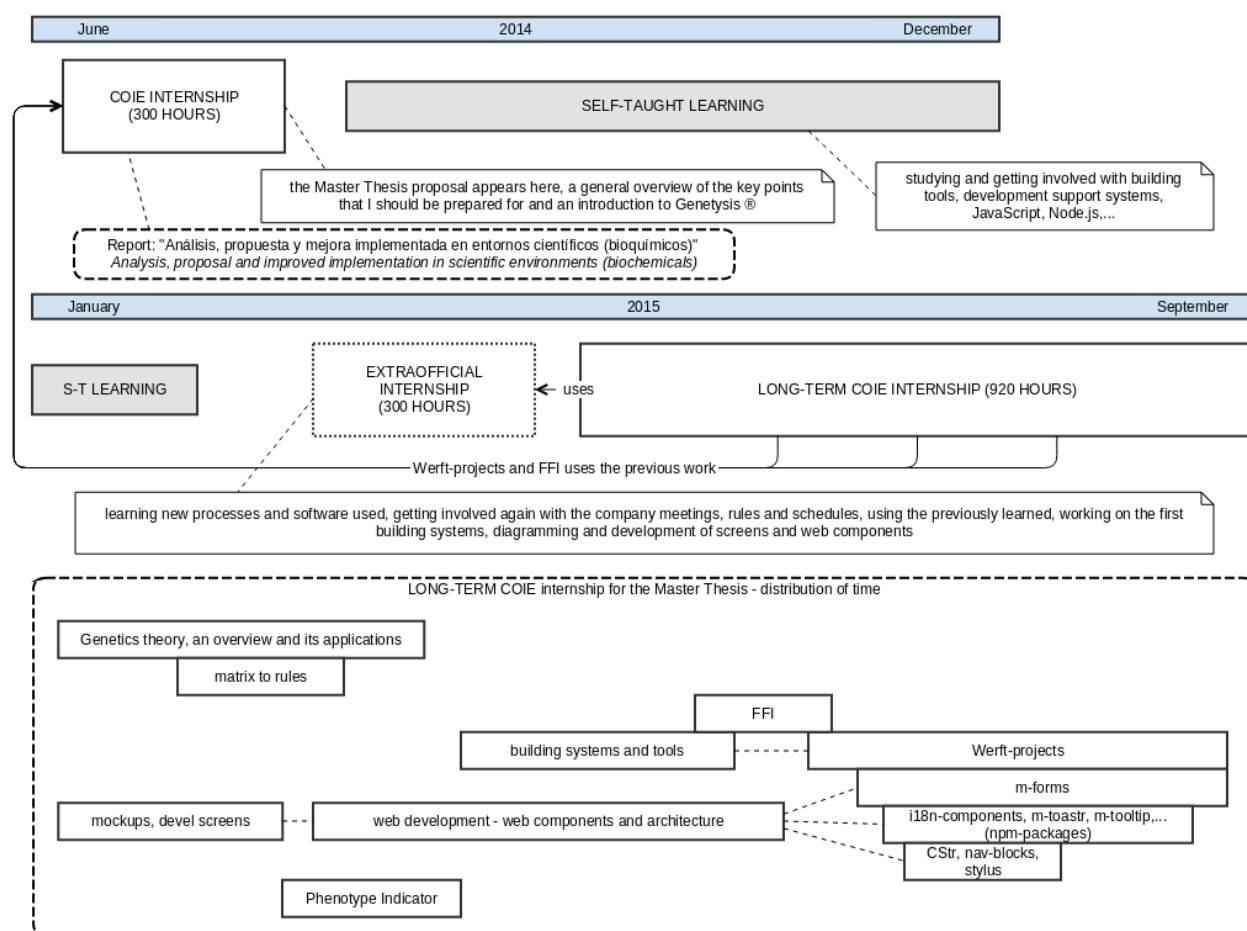 June 2014 December
COIE INTERNSHIP
(300 HOURS)
SELF-TAUGHT LEARNING
the Master Thesis proposal appears here, a general overview of the key points
that I should be prepared for and an introduction to Genetysis ®
studying and getting involved with building
tools, development support systems,
JavaScript, Node.js,...
Report: "Análisis, propuesta y mejora implementada en entornos científicos (bioquímicos)"
Analysis, proposal and improved implementation in scientific environments (biochemicals)
January 2015 September
S-T LEARNING
EXTRAOFFICIAL
INTERNSHIP
(300 HOURS)
uses
LONG-TERM COIE INTERNSHIP (920 HOURS)
Werft-projects and FFI uses the previous work
learning new processes and software used, getting involved again with the company meetings, rules and schedules, using the previously learned, working on the first
building systems, diagramming and development of screens and web components
LONG-TERM COIE internship for the Master Thesis - distribution of time
Genetics theory, an overview and its applications
matrix to rules
FFI
building systems and tools
Werft-projects
m-forms
mockups, devel screens
web development - web components and architecture
i18n-components, m-toastr, m-tooltip,...
(npm-packages)
CStr, nav-blocks,
stylus
Phenotype Indicator